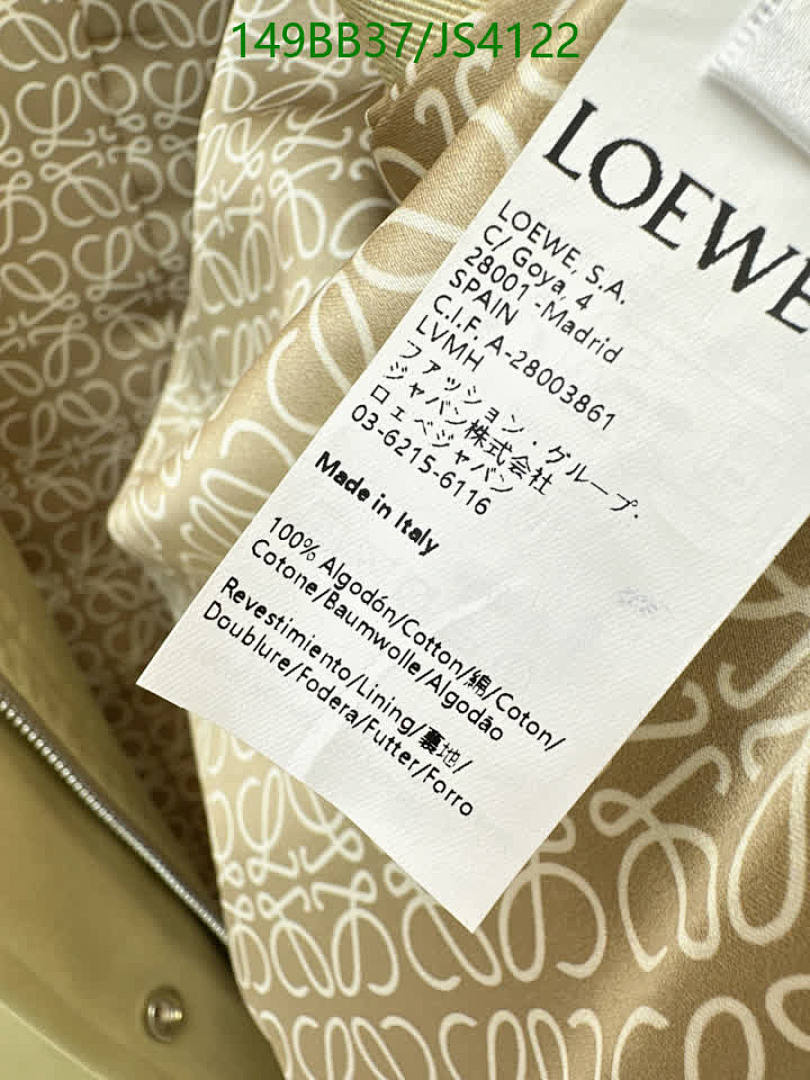 149BB37/JS4122
LOEWE
LOEWE, S.A.
C/ Goya, 4
28001 -Madrid
SPAIN
C.I.F. A-28003861
LVMH
ファッション・グループ・
ジャパン株式会社
ロエベジャパン
03-6215-6116
Made in Italy
100% Algodón/Cotton/綿/Coton/
Cotone/Baumwolle/Algodão
Revestimiento/Lining/裏地/
Doublure/Fodera/Futter/Forro